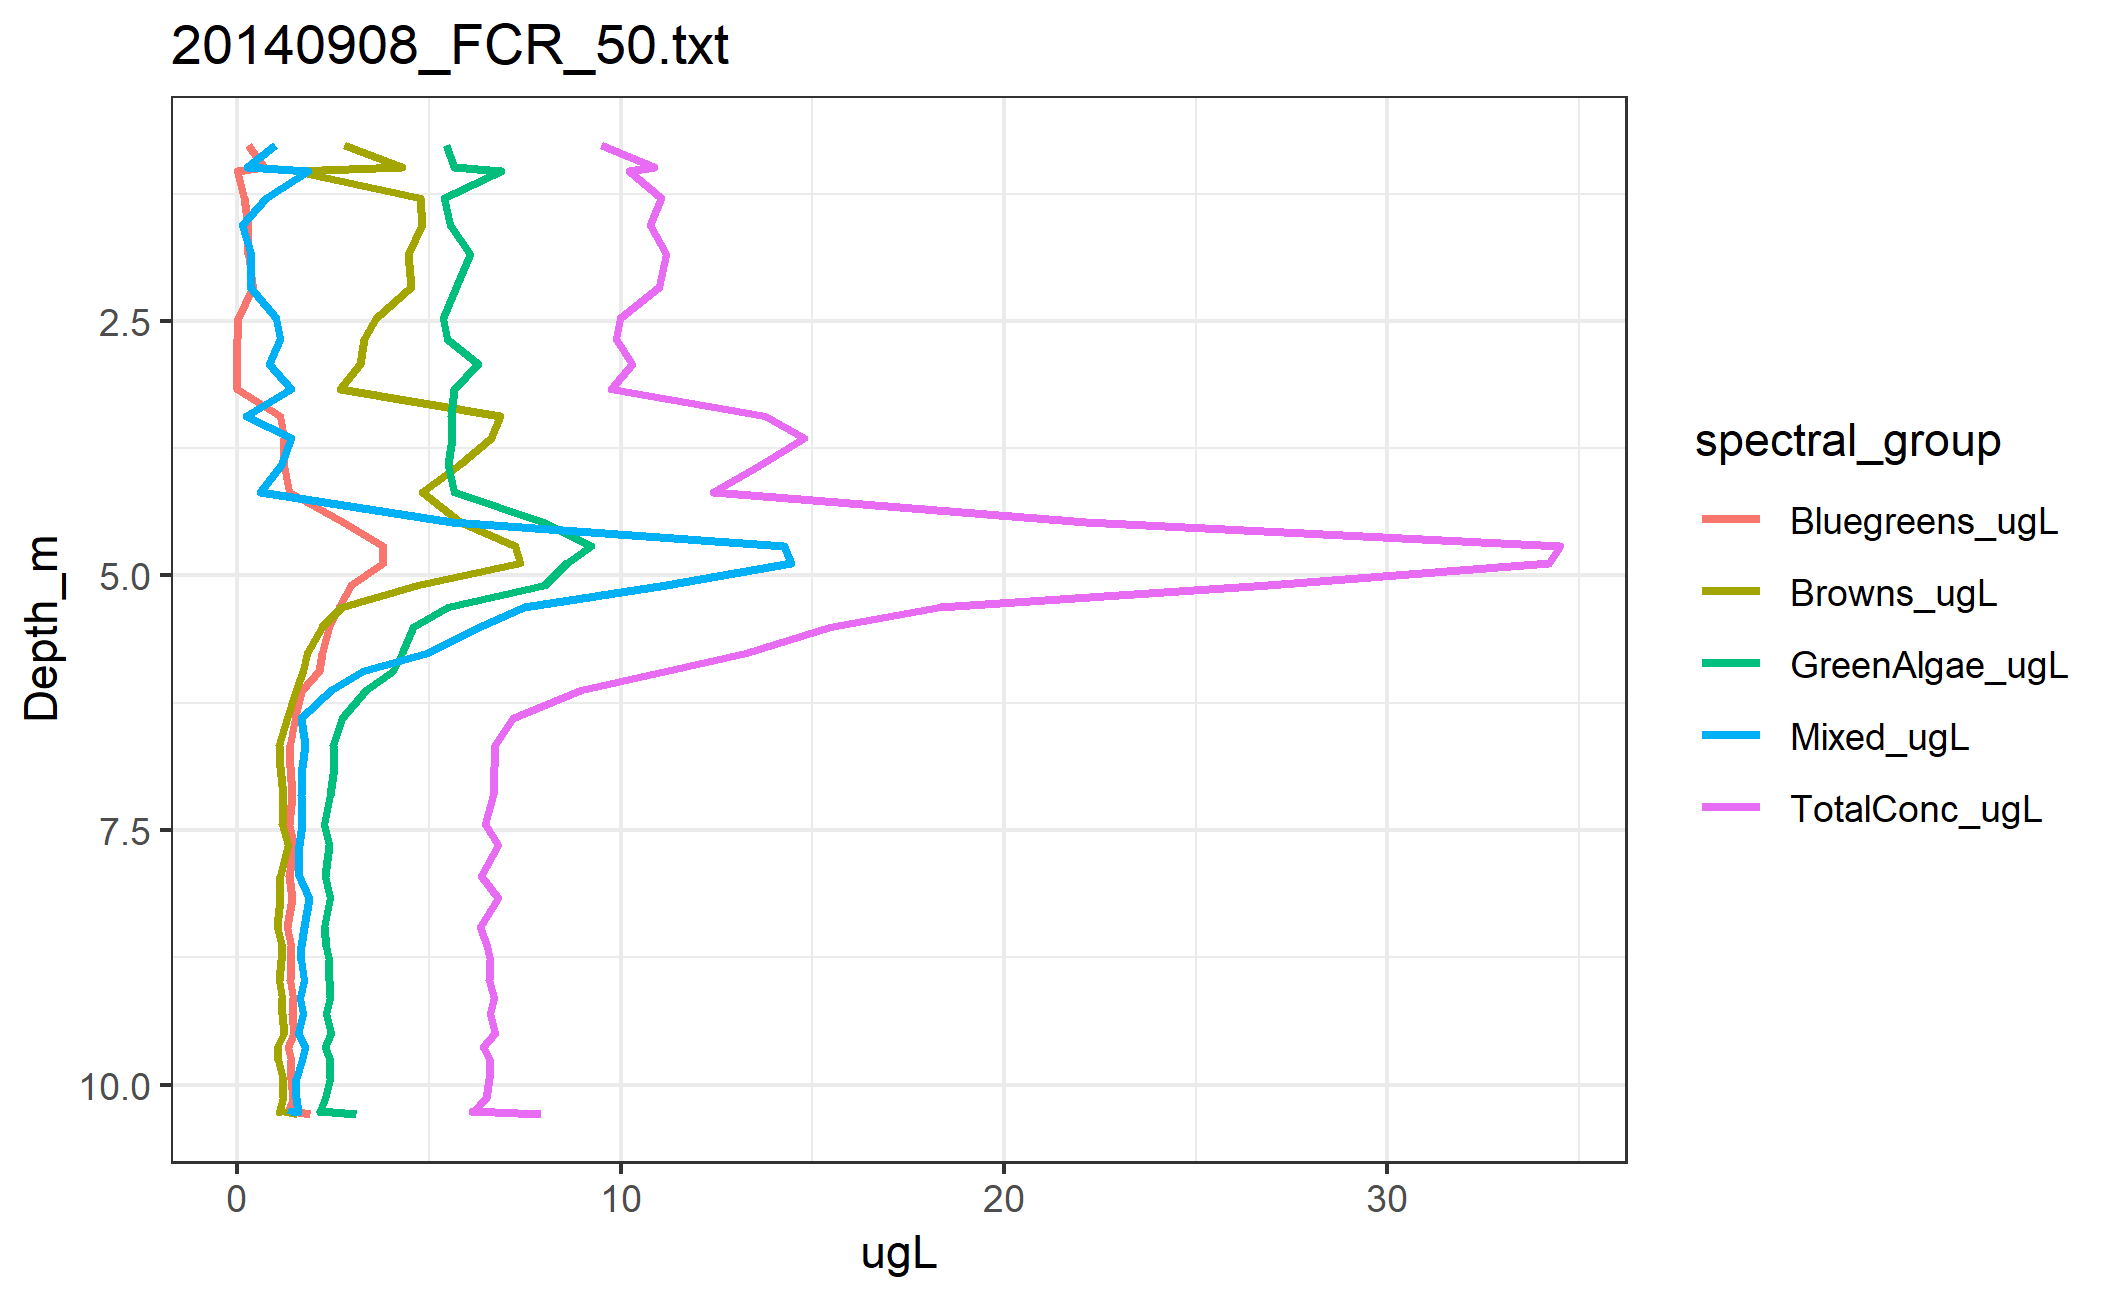 20140908_FCR_50.txt
2.5
5.0
7.5
10.0
Depth_m
0 10 20 30
ugL
spectral_group
Bluegreens_ugL
Browns_ugL
GreenAlgae_ugL
Mixed_ugL
TotalConc_ugL